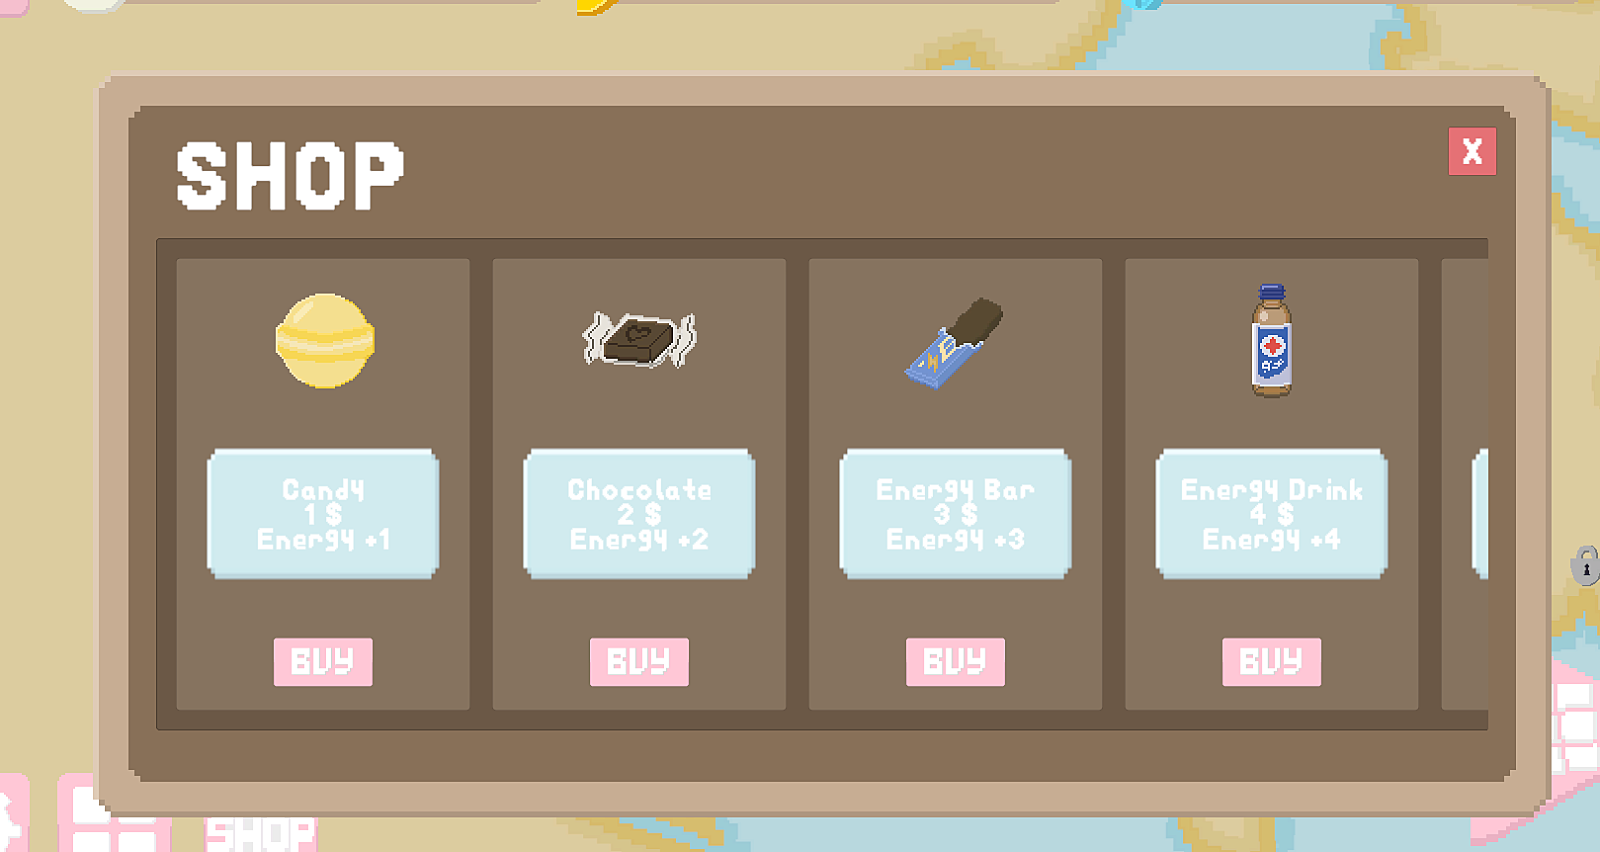 SHOP
X
Candy
1 $
Energy +1
BUY
Chocolate
2 $
Energy +2
BUY
Energy Bar
3 $
Energy +3
BUY
Energy Drink
4 $
Energy +4
BUY
SHOP